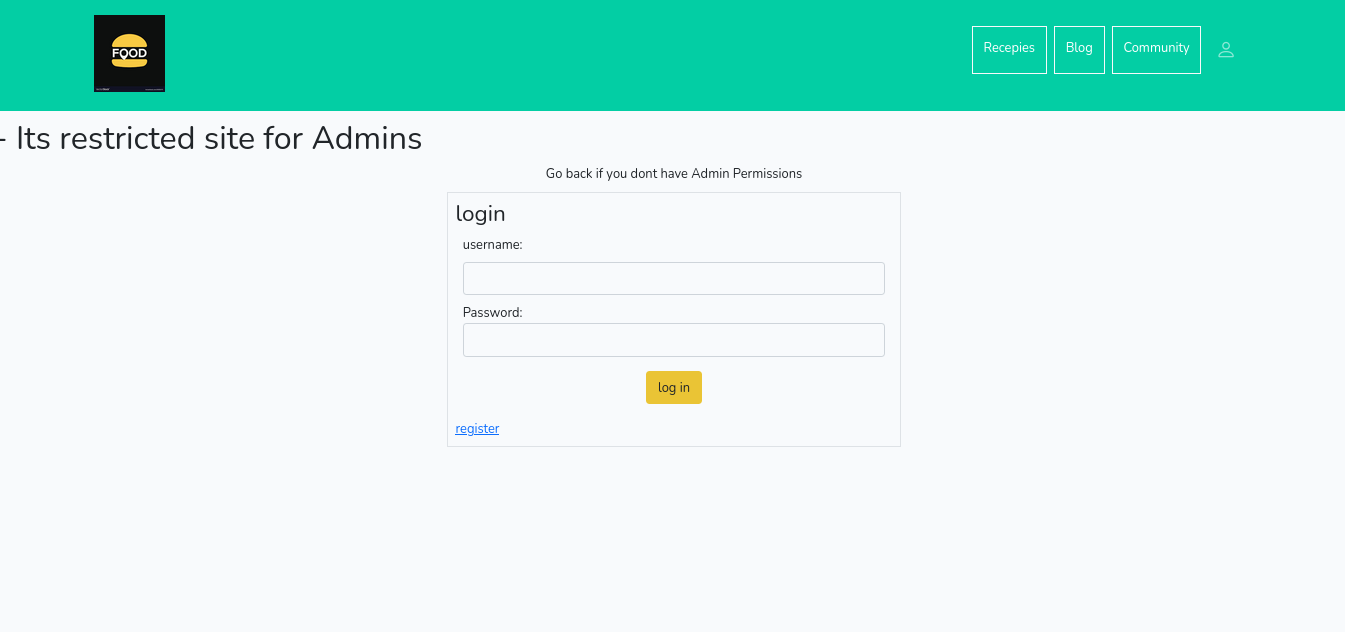 FOOD
Recepies
Blog
Community
- Its restricted site for Admins
Go back if you dont have Admin Permissions
login
username:
Password:
log in
register